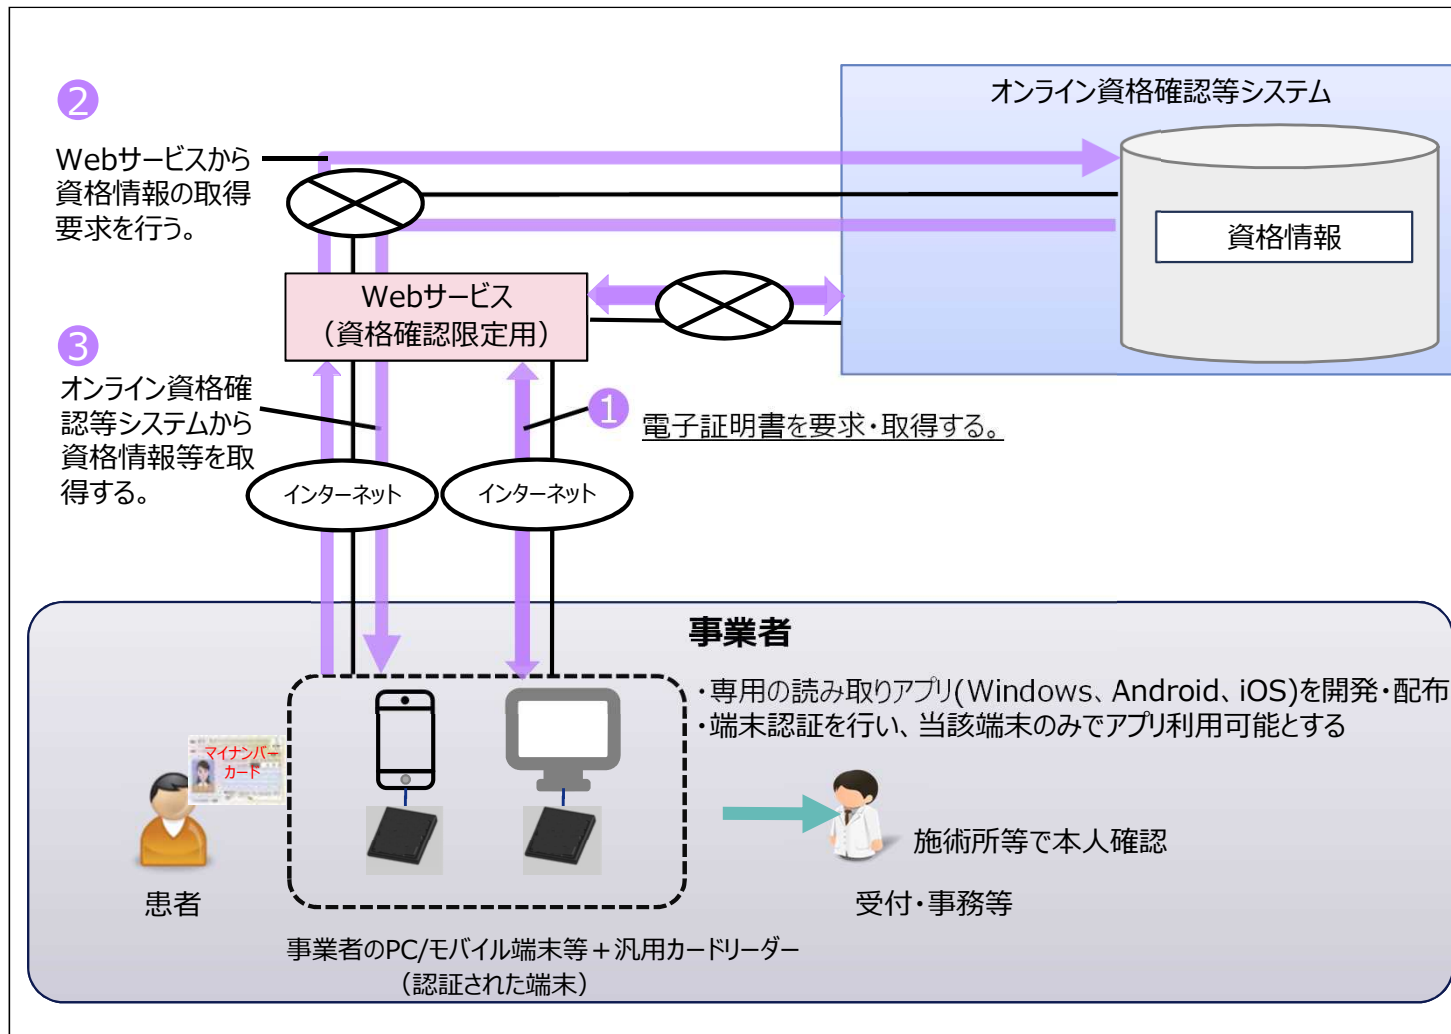 オンライン資格確認等システム
❷
Webサービスから
資格情報の取得
要求を行う。
資格情報
Webサービス
（資格確認限定用）
❸
オンライン資格確
認等システムから
資格情報等を取
得する。
❶
電子証明書を要求・取得する。
インターネット
インターネット
事業者
・専用の読み取りアプリ(Windows、Android、iOS)を開発・配布
・端末認証を行い、当該端末のみでアプリ利用可能とする
マイナンバー
カード
施術所等で本人確認
患者
受付・事務等
事業者のPC/モバイル端末等＋汎用カードリーダー
（認証された端末）